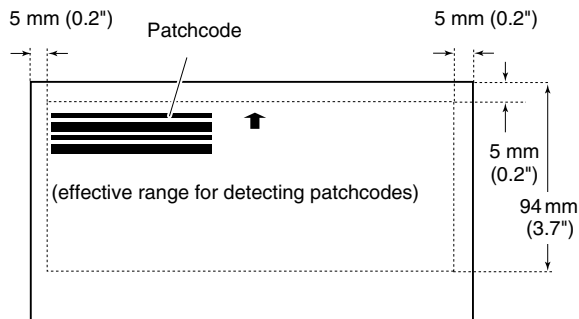 5 mm (0.2")
Patchcode
5 mm (0.2")
5 mm
(0.2")
(effective range for detecting patchcodes)
94 mm
(3.7")